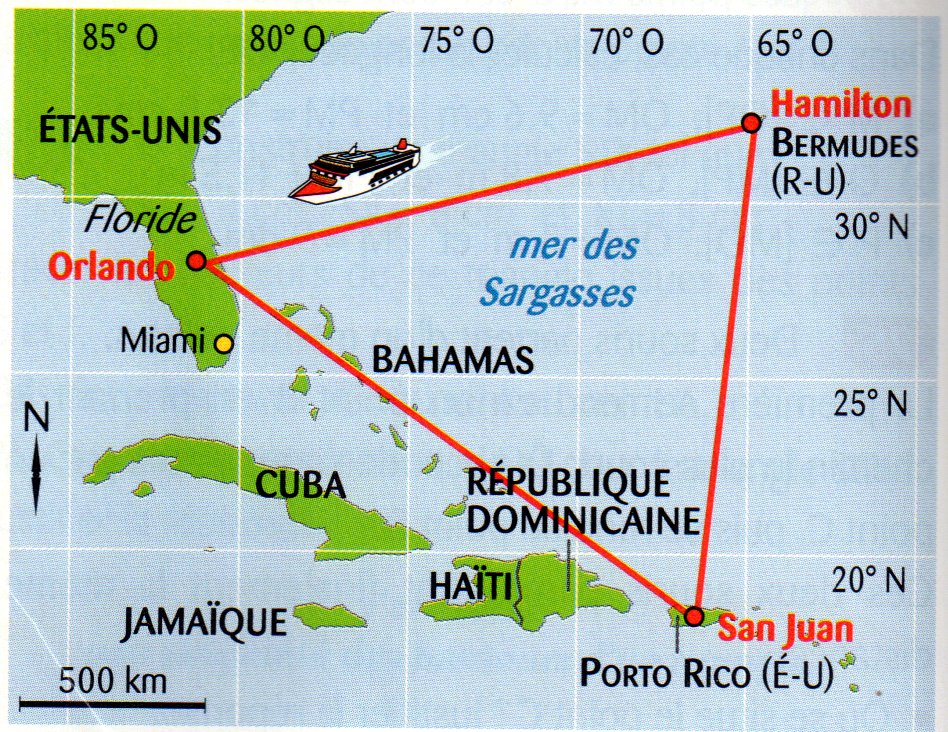 85° O
80° O
75° O
70° O
65° O
ÉTATS-UNIS
Hamilton
BERMUDES
(R-U)
Floride
30° N
Orlando
mer des
Sargasses
Miami
BAHAMAS
25° N
N
CUBA
RÉPUBLIQUE
DOMINICAINE
HAÏTI
20° N
JAMAÏQUE
San Juan
PORTO RICO (É-U)
500 km